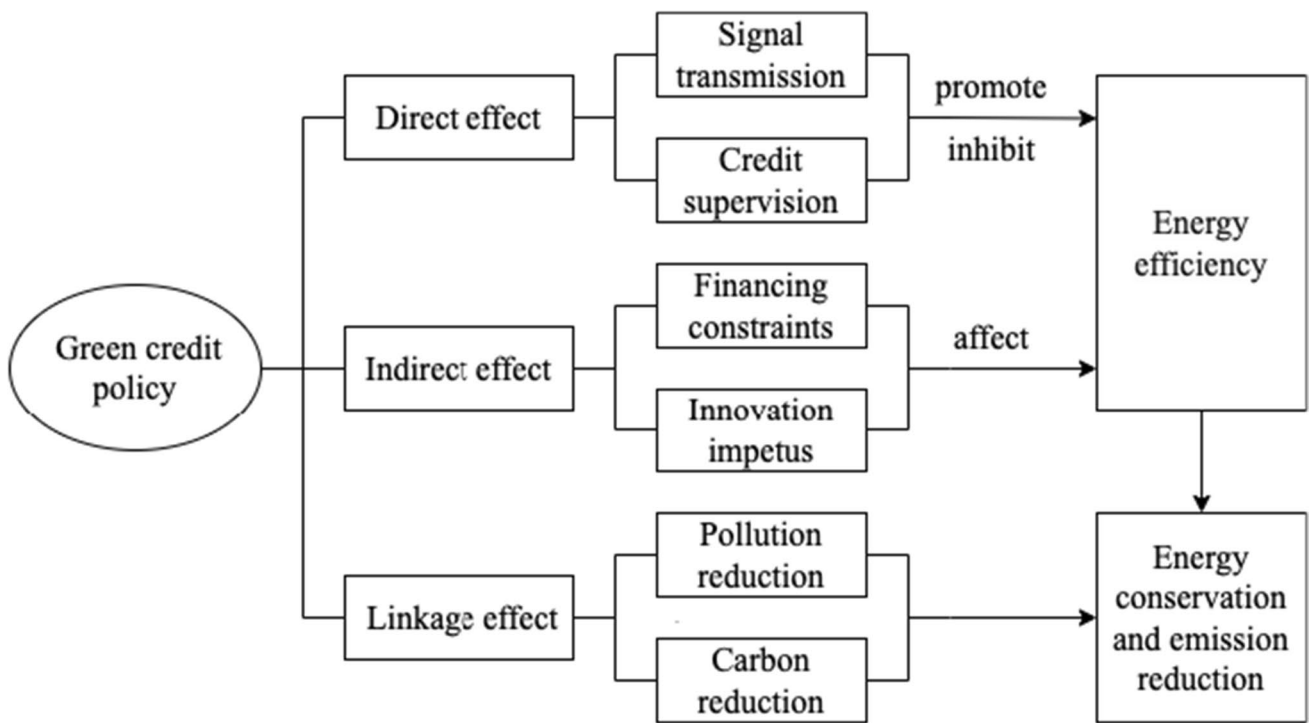 Signal
transmission
Direct effect
Credit
supervision
promote
inhibit
Energy
efficiency
Green credit
policy
Indirect effect
Financing
constraints
Innovation
impetus
affect
Linkage effect
Pollution
reduction
Carbon
reduction
Energy
conservation
and emission
reduction